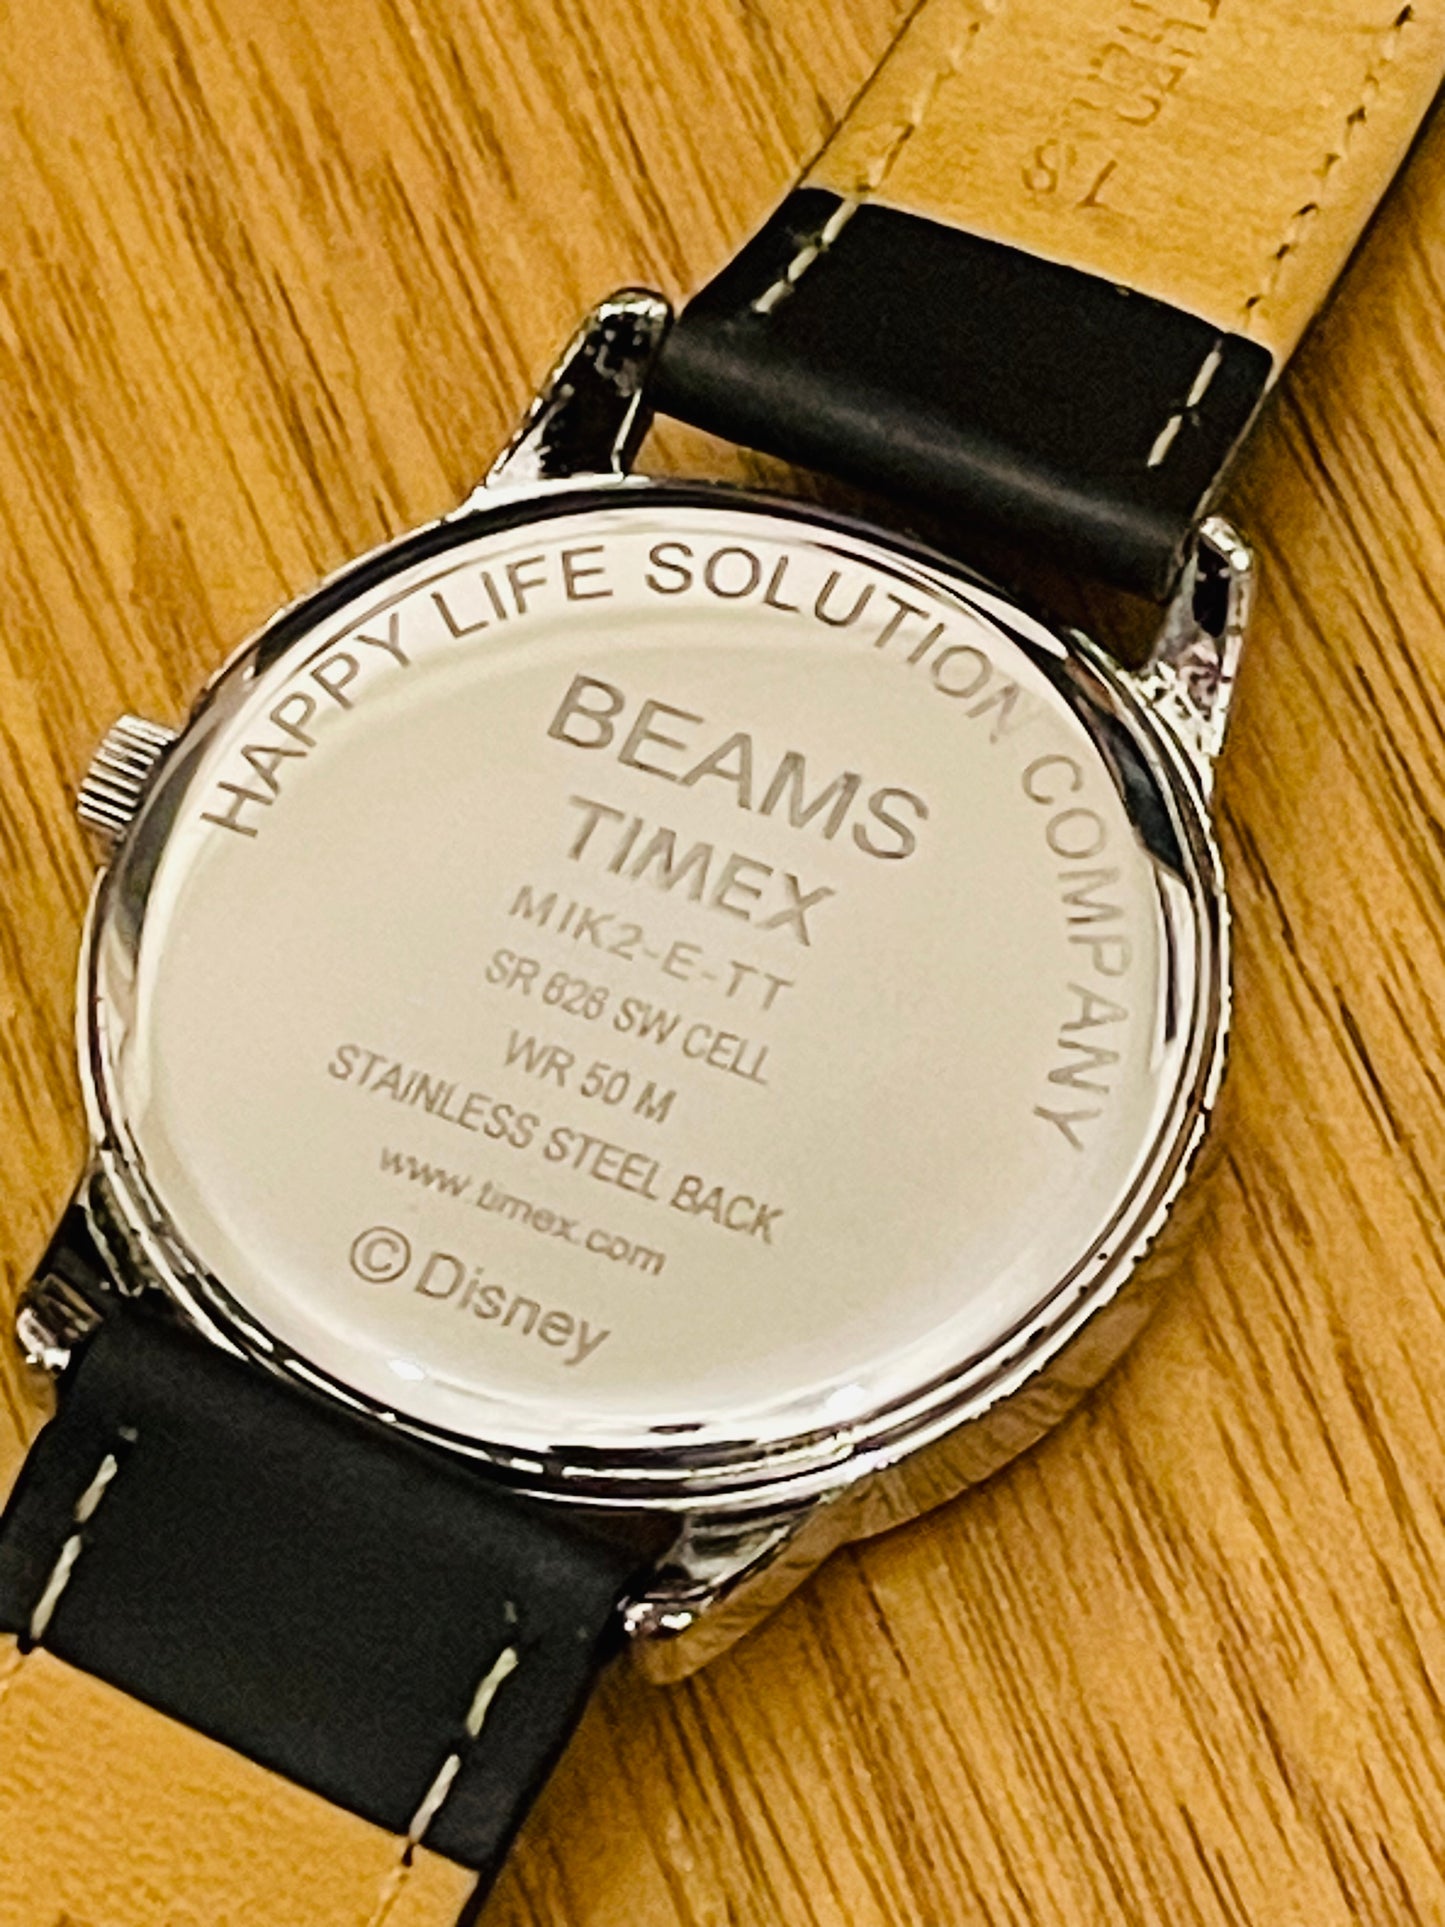 HAPPY LIFE SOLUTION COMPANY
BEAMS
TIMEX
MIK2-E-TT
SR 626 SW CELL
WR 50 M
STAINLESS STEEL BACK
www.timex.com
©Disney
18